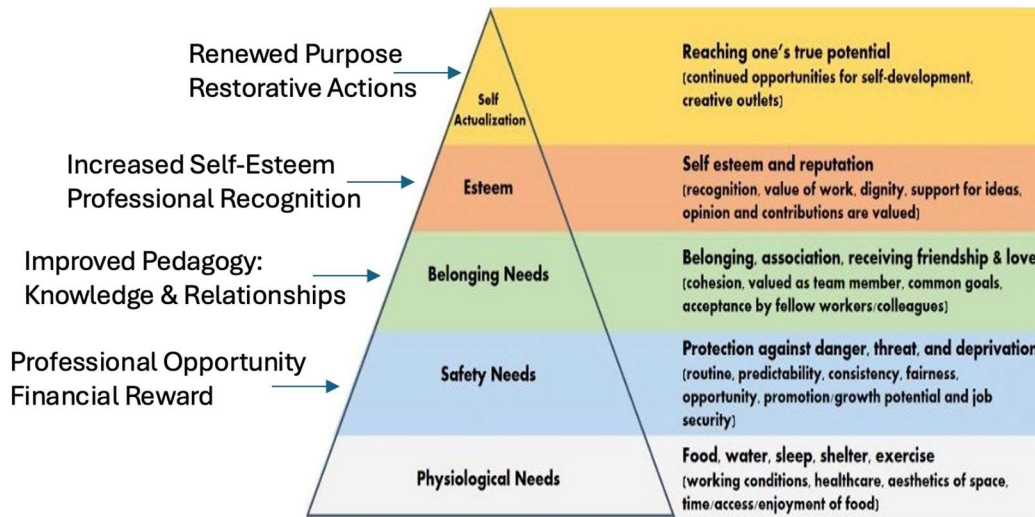 Renewed Purpose
Restorative Actions
Self
Actualization
Reaching one's true potential
(continued opportunities for self-development,
creative outlets)
Increased Self-Esteem
Professional Recognition
Esteem
Self esteem and reputation
(recognition, value of work, dignity, support for ideas,
opinion and contributions are valued)
Improved Pedagogy:
Knowledge & Relationships
Belonging Needs
Belonging, association, receiving friendship & love
(cohesion, valued as team member, common goals,
acceptance by fellow workers/colleagues)
Professional Opportunity
Financial Reward
Safety Needs
Protection against danger, threat, and deprivation
(routine, predictability, consistency, fairness,
opportunity, promotion/growth potential and job
security)
Physiological Needs
Food, water, sleep, shelter, exercise
(working conditions, healthcare, aesthetics of space,
time/access/enjoyment of food)